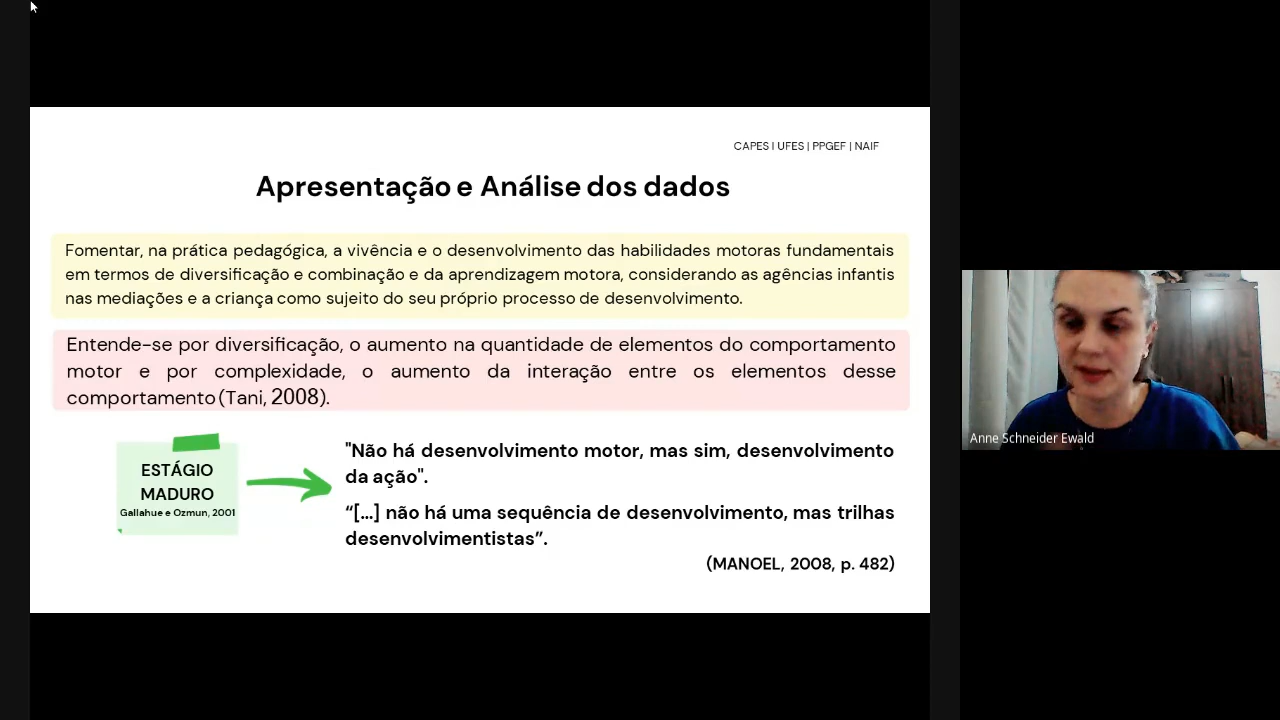 CAPES I UFES | PPGEF | NAIF
Apresentação e Análise dos dados
Fomentar, na prática pedagógica, a vivência e o desenvolvimento das habilidades motoras fundamentais
em termos de diversificação e combinação e da aprendizagem motora, considerando as agências infantis
nas mediações e a criança como sujeito do seu próprio processo de desenvolvimento.
Entende-se por diversificação, o aumento na quantidade de elementos do comportamento
motor e por complexidade, o aumento da interação entre os elementos desse
comportamento (Tani, 2008).
ESTÁGIO
MADURO
Gallahue e Ozmun, 2001
"Não há desenvolvimento motor, mas sim, desenvolvimento
da ação".
“[...] não há uma sequência de desenvolvimento, mas trilhas
desenvolvimentistas”.
(MANOEL, 2008, p. 482)
Anne Schneider Ewald